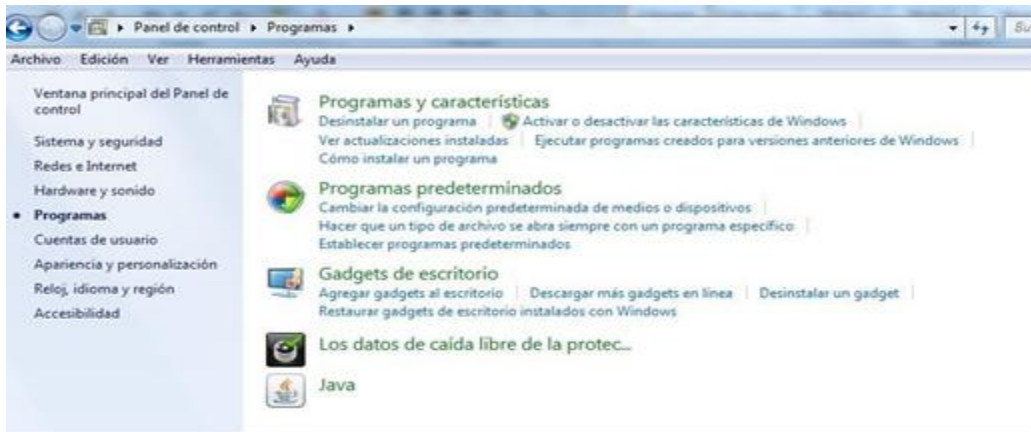 Panel de control Programas
Archivo Edición Ver Herramientas Ayuda
Ventana principal del Panel de
control
Sistema y seguridad
Redes e Internet
Hardware y sonido
Programas
Cuentas de usuario
Apariencia y personalización
Reloj, idioma y región
Accesibilidad
Programas y características
Desinstalar un programa Activar o desactivar las características de Windows
Ver actualizaciones instaladas Ejecutar programas creados para versiones anteriores de Windows
Cómo instalar un programa
Programas predeterminados
Cambiar la configuración predeterminada de medios o dispositivos
Hacer que un tipo de archivo se abra siempre con un programa específico
Establecer programas predeterminados
Gadgets de escritorio
Agregar gadgets al escritorio Descargar más gadgets en línea Desinstalar un gadget
Restaurar gadgets de escritorio instalados con Windows
Los datos de caída libre de la protec...
Java